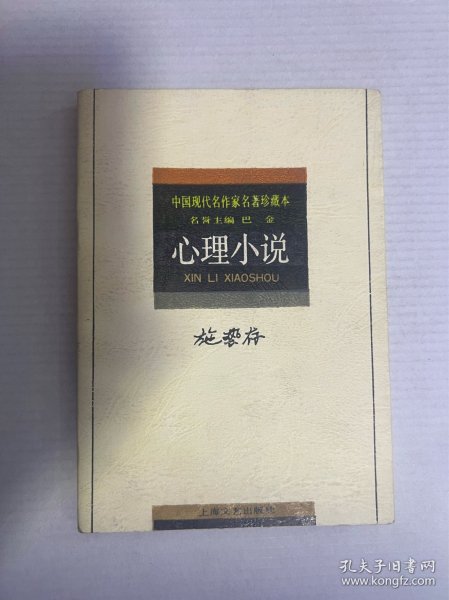 中国现代名作家名著珍藏本
名誉主编 巴金
心理小说
XIN LI XIAOSHOU
施蛰存
上海文艺出版社
孔夫子旧书网
www.kongfz.com